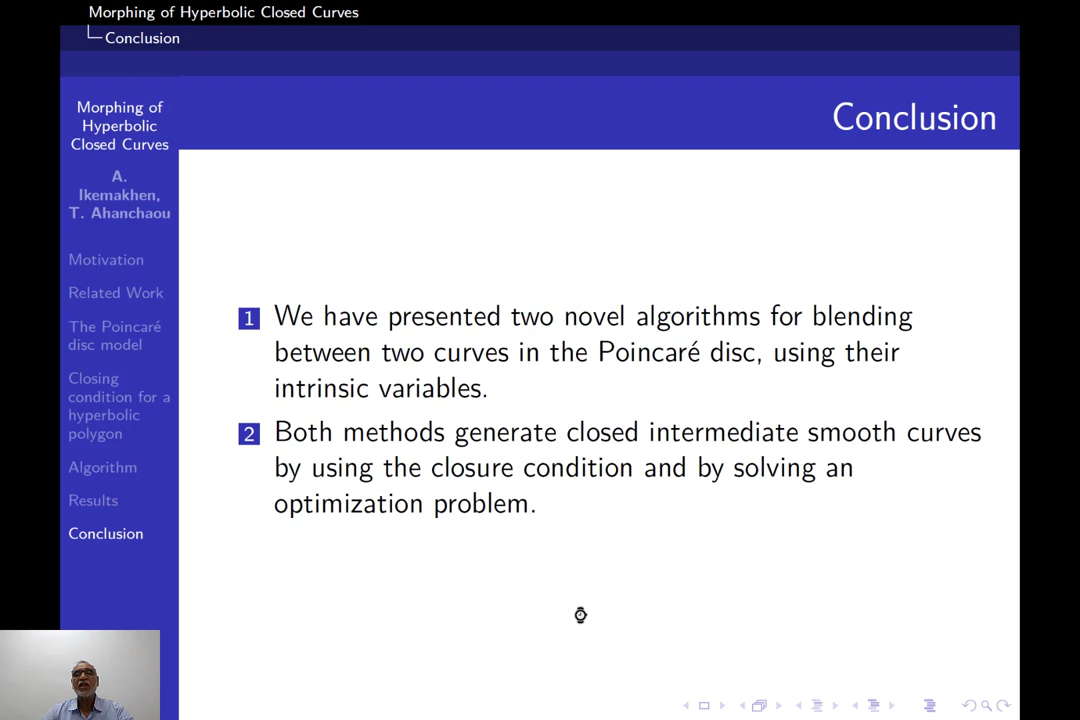 Morphing of Hyperbolic Closed Curves
Conclusion
Morphing of
Hyperbolic
Closed Curves
A.
Ikemakhen,
T. Ahanchaou
Motivation
Related Work
The Poincaré
disc model
Closing
condition for a
hyperbolic
polygon
Algorithm
Results
Conclusion
Conclusion
1 We have presented two novel algorithms for blending
between two curves in the Poincaré disc, using their
intrinsic variables.
2 Both methods generate closed intermediate smooth curves
by using the closure condition and by solving an
optimization problem.